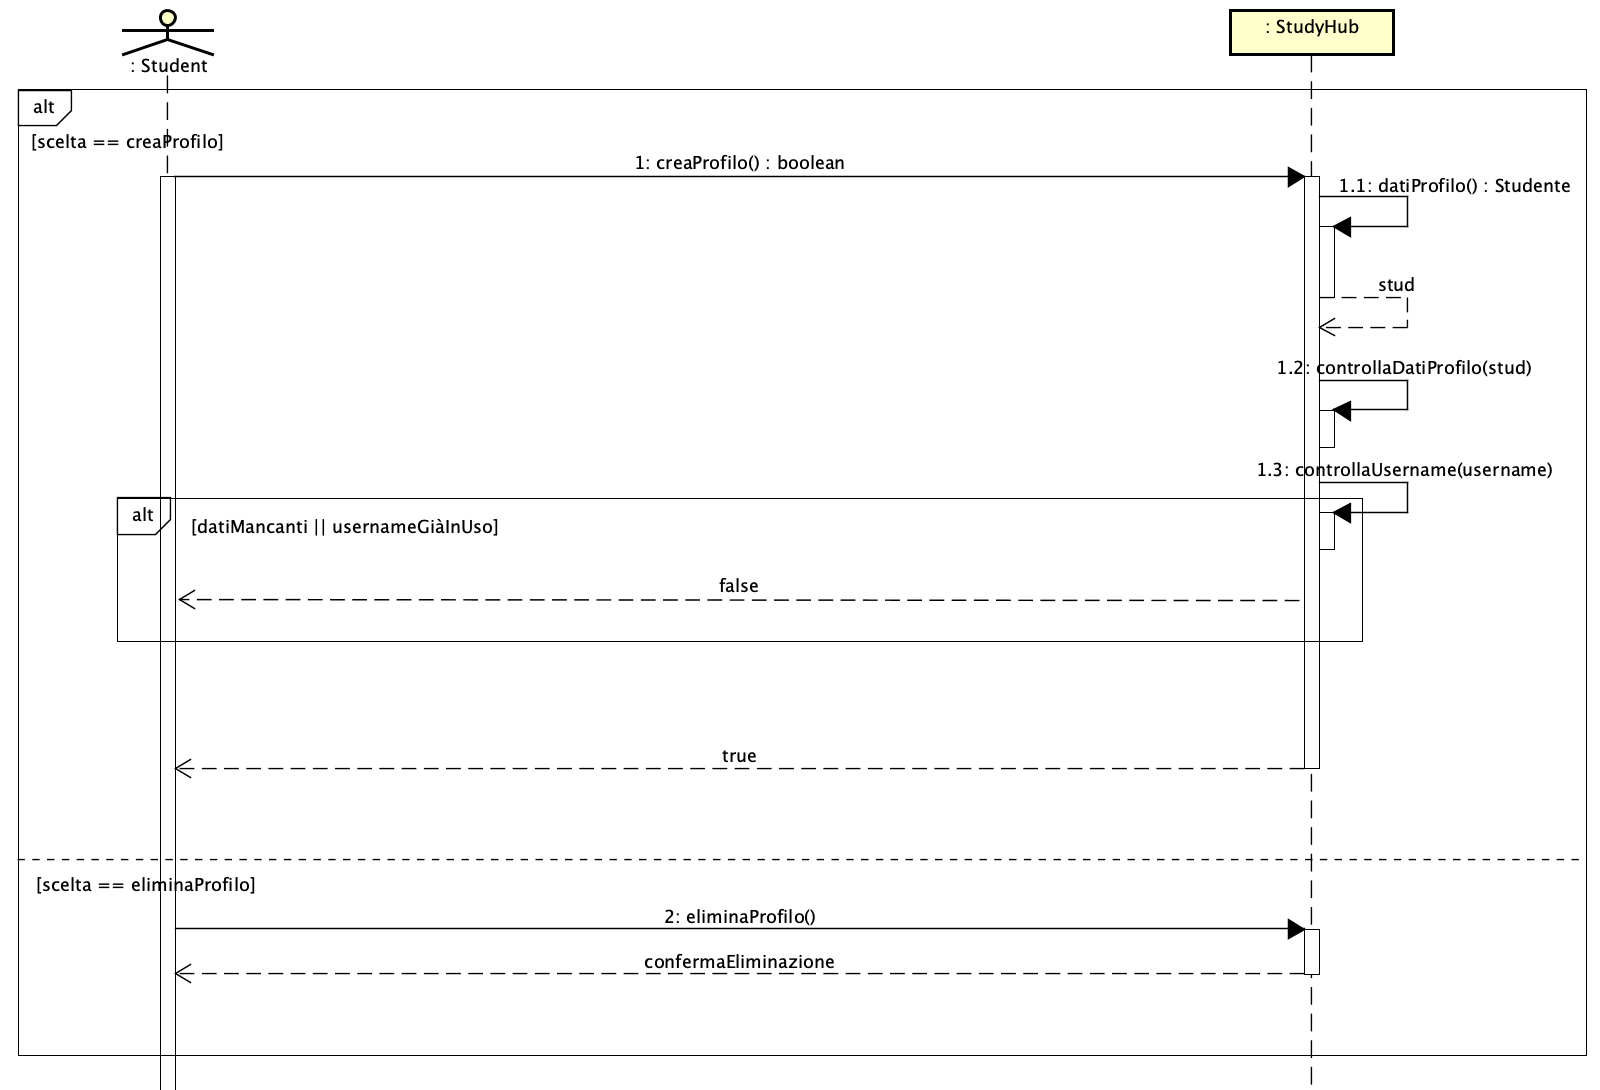 : Student
: StudyHub
alt
[scelta == creaProfilo]
1: creaProfilo() : boolean
1.1: datiProfilo() : Studente
stud
1.2: controllaDatiProfilo(stud)
1.3: controllaUsername(username)
alt
[datiMancanti || usernameGiàInUso]
false
true
[scelta == eliminaProfilo]
2: eliminaProfilo()
confermaEliminazione